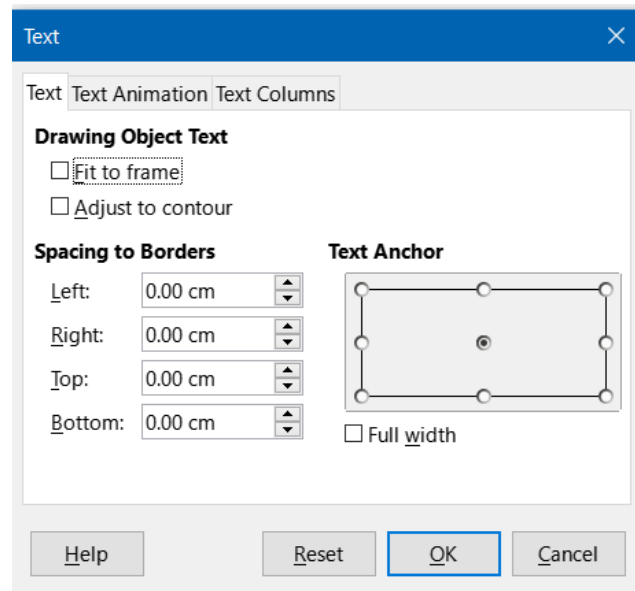 Text
Text Text Animation Text Columns
Drawing Object Text
Fit to frame
Adjust to contour
Spacing to Borders
Left: 0.00 cm
Right: 0.00 cm
Top: 0.00 cm
Bottom: 0.00 cm
Text Anchor
Full width
Help Reset OK Cancel